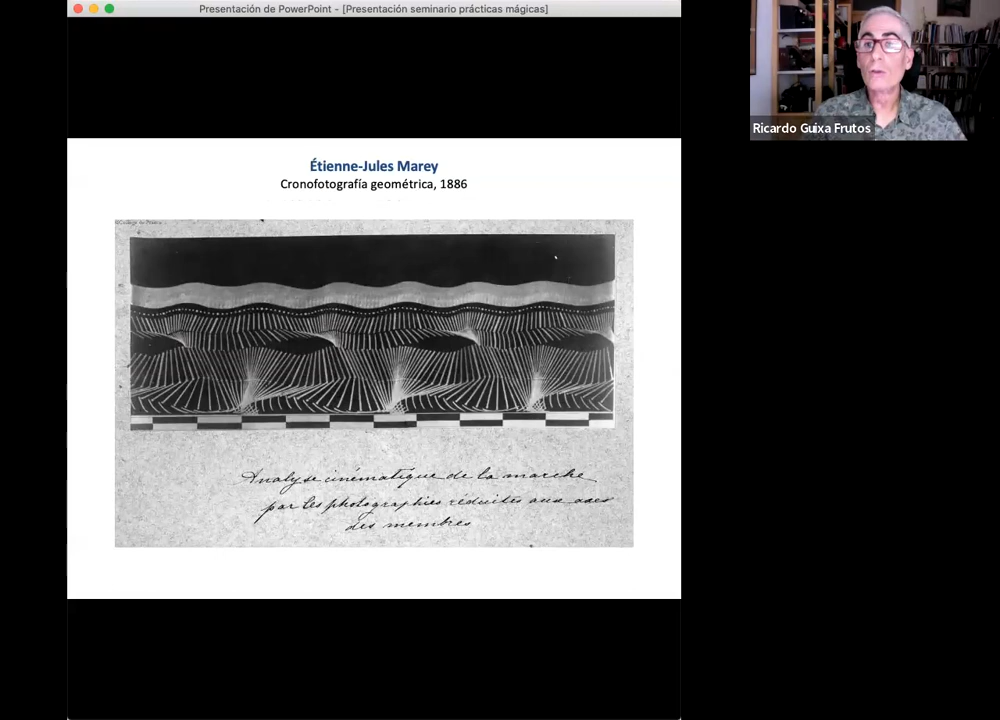 Presentación de PowerPoint - [Presentación seminario prácticas mágicas]
Ricardo Guixa Frutos
Étienne-Jules Marey
Cronofotografía geométrica, 1886
Analyse cinématique de la marche
par les photographies réduites aux axes
des membres